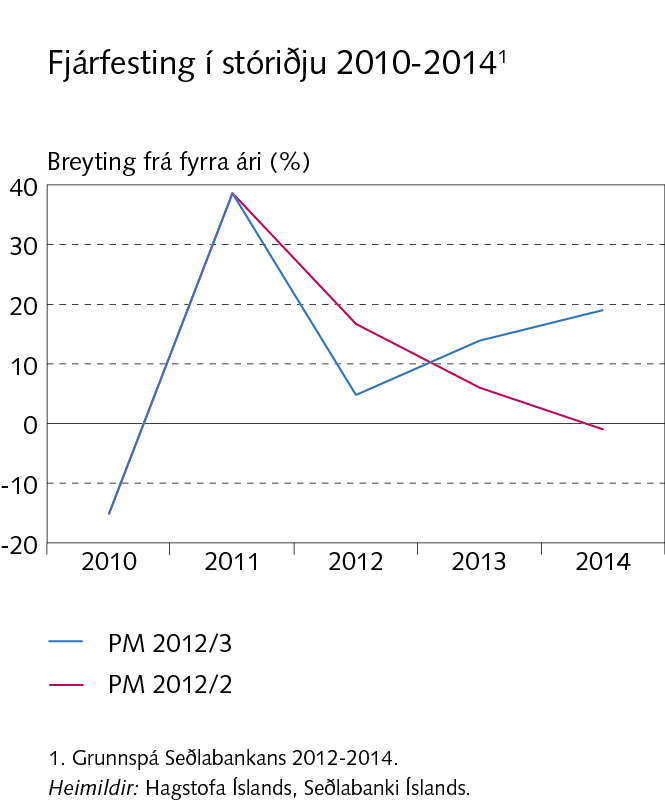 Fjárfesting í stóriðju 2010-2014¹
Breyting frá fyrra ári (%)
40
30
20
10
0
-10
-20
2010 2011 2012 2013 2014
PM 2012/3
PM 2012/2
1. Grunnspá Seðlabankans 2012-2014.
Heimildir: Hagstofa Íslands, Seðlabanki Íslands.